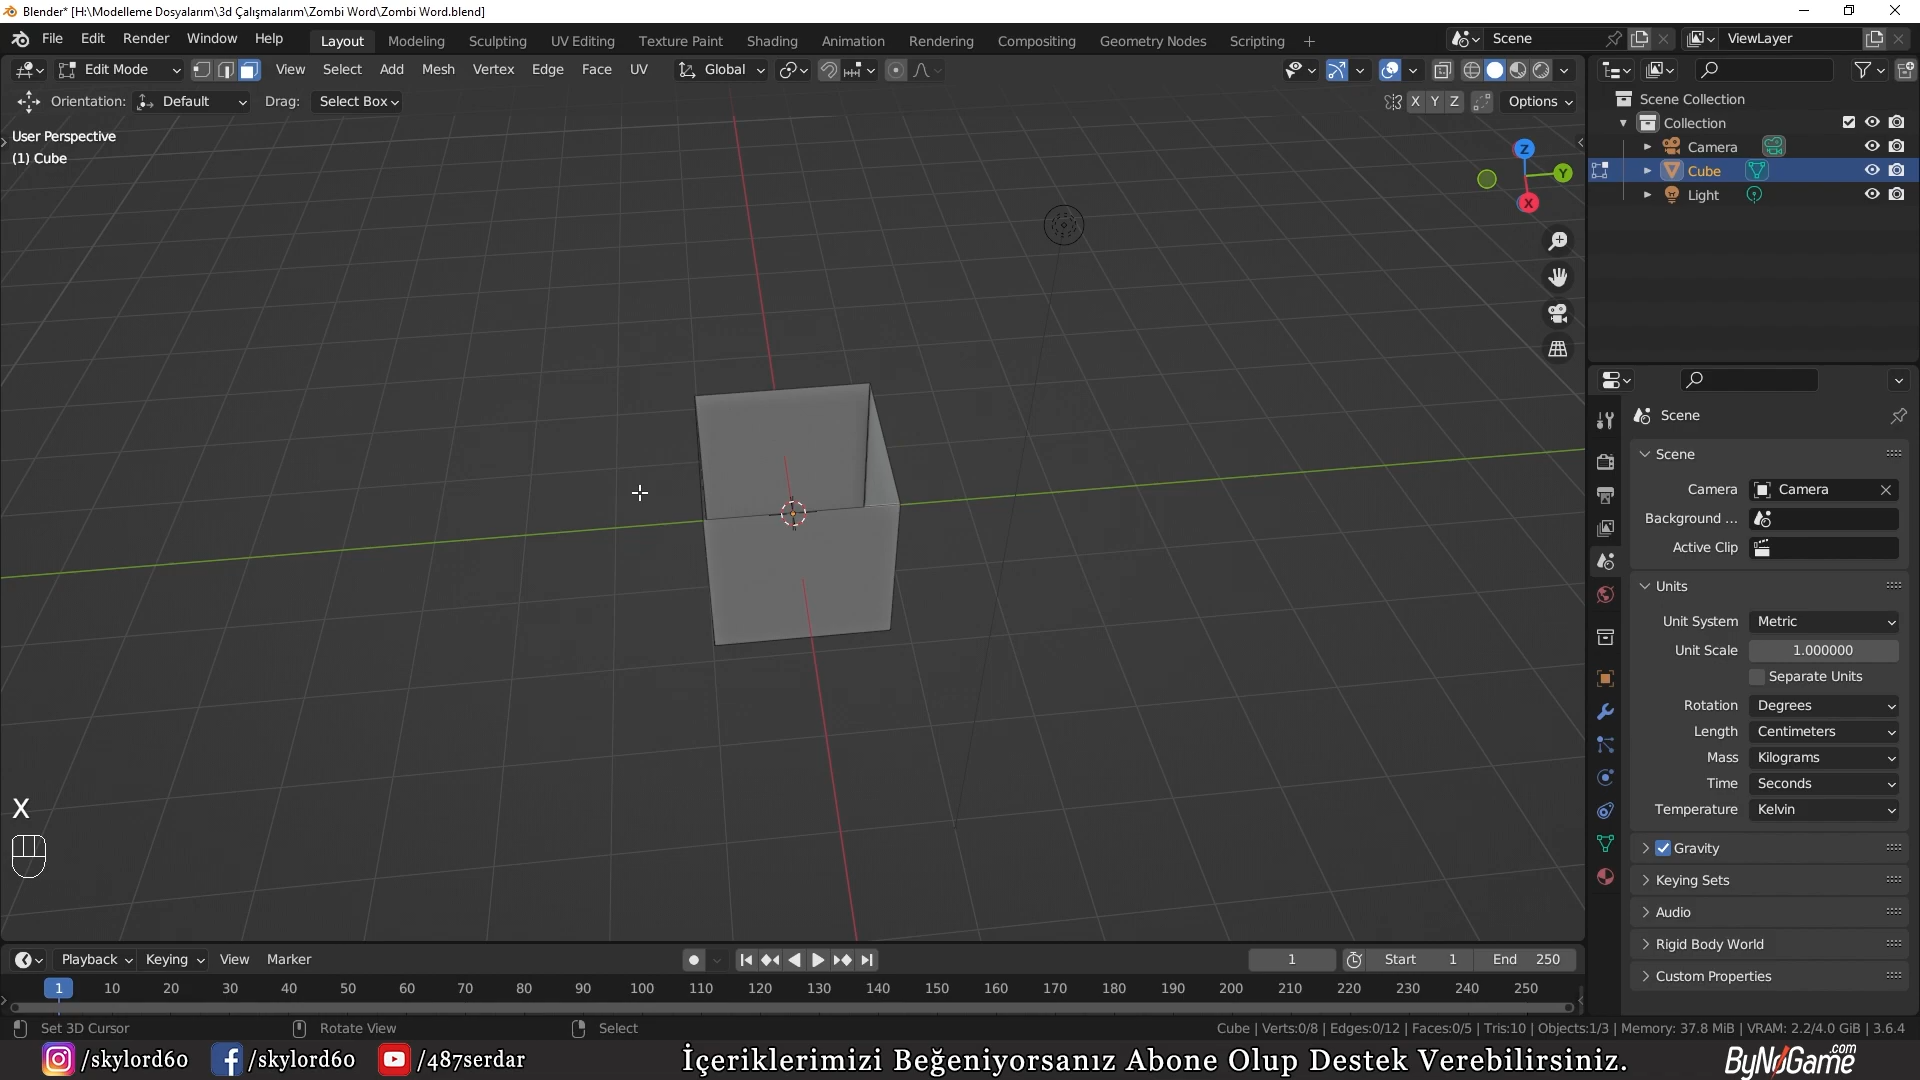 Blender* [H:\Modelleme Dosyalarım\3d Çalışmalarım\Zombi Word\Zombi Word.blend]
File Edit Render Window Help Layout Modeling Sculpting UV Editing Texture Paint Shading Animation Rendering Compositing Geometry Nodes Scripting + Scene ViewLayer
Edit Mode View Select Add Mesh Vertex Edge Face UV Global
Orientation: Default Drag: Select Box X Y Z Options
User Perspective
(1) Cube
Z
Y
X
Scene Collection
Collection
Camera
Cube
Light
Scene
Scene
Camera Camera
Background ...
Active Clip
Units
Unit System Metric
Unit Scale 1.000000
Separate Units
Rotation Degrees
Length Centimeters
Mass Kilograms
Time Seconds
Temperature Kelvin
Gravity
Keying Sets
Audio
Rigid Body World
Custom Properties
X
Playback Keying View Marker 1 Start 1 End 250
1 10 20 30 40 50 60 70 80 90 100 110 120 130 140 150 160 170 180 190 200 210 220 230 240 250
Set 3D Cursor Rotate View Select Cube | Verts:0/8 | Edges:0/12 | Faces:0/5 | Tris:10 | Objects:1/3 | Memory: 37.8 MiB | VRAM: 2.2/4.0 GiB | 3.6.4
/skylord60 /skylord60 /487serdar İçeriklerimizi Beğeniyorsanız Abone Olup Destek Verebilirsiniz. ByNoGame.com